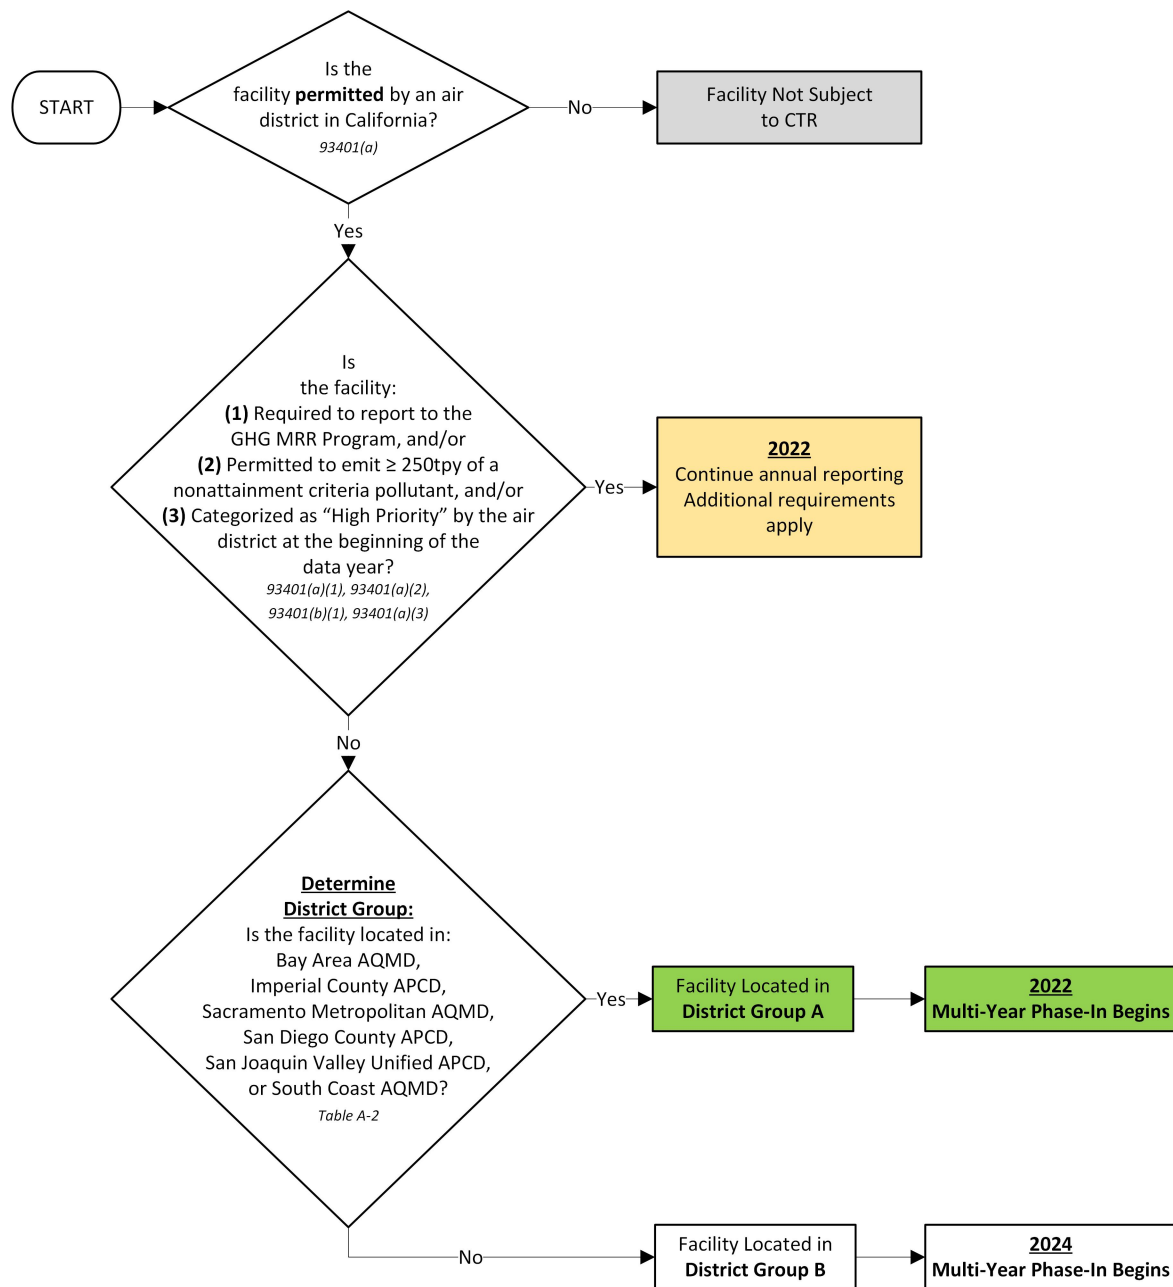 START
Is the
facility permitted by an air
district in California?
93401(a)
No
Facility Not Subject
to CTR
Yes
Is
the facility:
(1) Required to report to the
GHG MRR Program, and/or
(2) Permitted to emit ≥ 250tpy of a
nonattainment criteria pollutant, and/or
(3) Categorized as “High Priority” by the air
district at the beginning of the
data year?
93401(a)(1), 93401(a)(2),
93401(b)(1), 93401(a)(3)
Yes
2022
Continue annual reporting
Additional requirements
apply
No
Determine
District Group:
Is the facility located in:
Bay Area AQMD,
Imperial County APCD,
Sacramento Metropolitan AQMD,
San Diego County APCD,
San Joaquin Valley Unified APCD,
or South Coast AQMD?
Table A-2
Yes
Facility Located in
District Group A
2022
Multi-Year Phase-In Begins
No
Facility Located in
District Group B
2024
Multi-Year Phase-In Begins